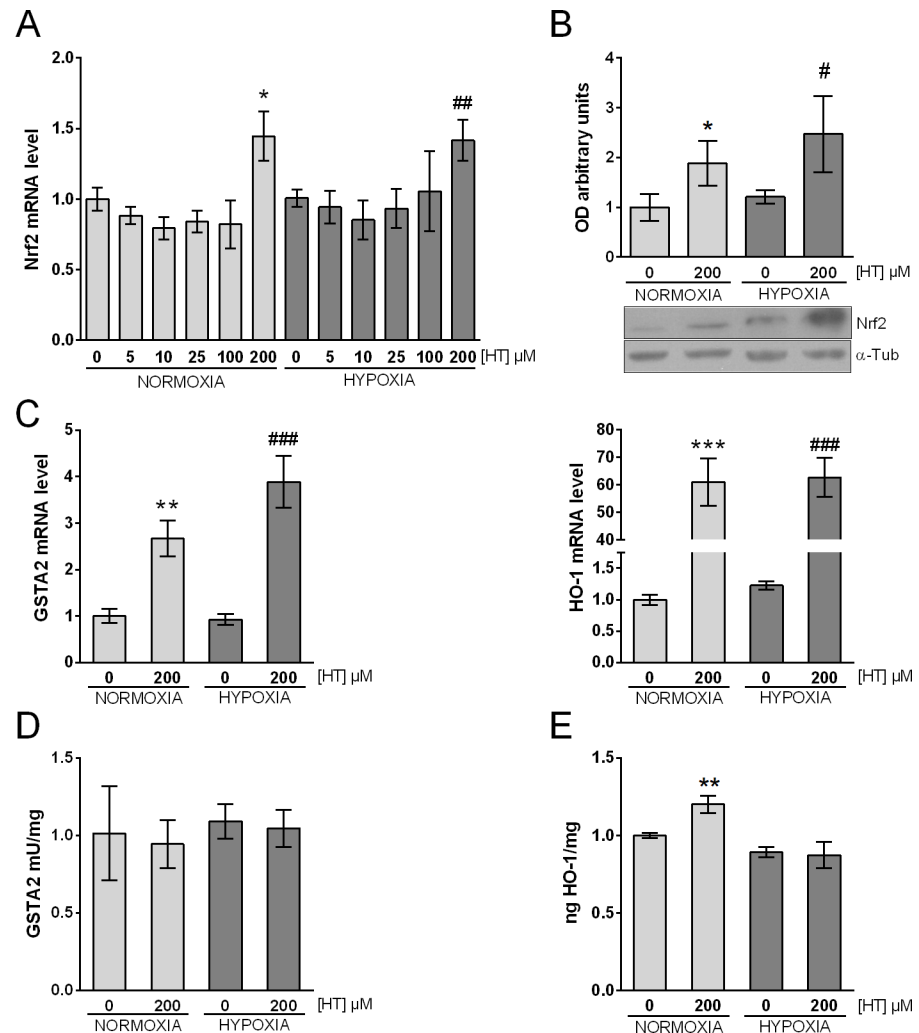 A
Nrf2 mRNA level
2.0
1.5
1.0
0.5
0.0
*
##
0 5 10 25 100 200 0 5 10 25 100 200 [HT] µM
NORMOXIA HYPOXIA
B
OD arbitrary units
4
3
2
1
0
*
#
0 200 0 200 [HT] µM
NORMOXIA HYPOXIA
Nrf2
α-Tub
C
GSTA2 mRNA level
5
4
3
2
1
0
**
###
0 200 0 200 [HT] µM
NORMOXIA HYPOXIA
HO-1 mRNA level
80
70
60
50
40
1.5
1.0
0.5
0.0
***
###
0 200 0 200 [HT] µM
NORMOXIA HYPOXIA
D
GSTA2 mU/mg
1.5
1.0
0.5
0.0
0 200 0 200 [HT] µM
NORMOXIA HYPOXIA
E
ng HO-1/mg
1.5
1.0
0.5
0.0
**
0 200 0 200 [HT] µM
NORMOXIA HYPOXIA